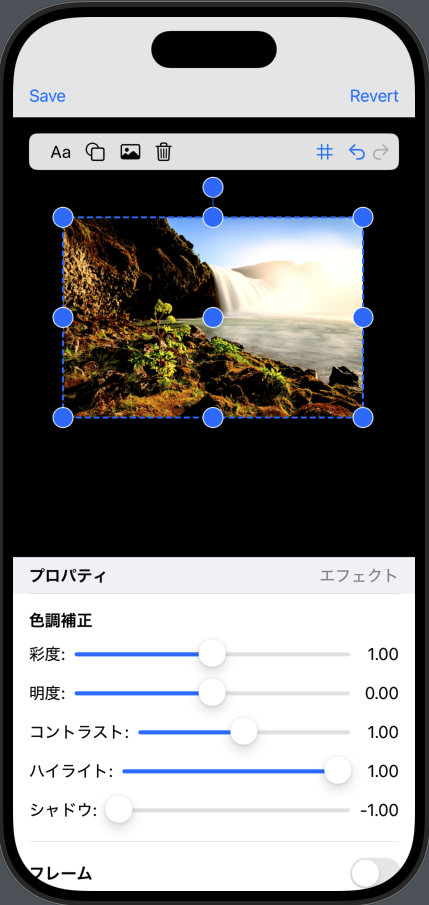 Save Revert
Aa
プロパティ エフェクト
色調補正
彩度: 1.00
明度: 0.00
コントラスト: 1.00
ハイライト: 1.00
シャドウ: -1.00
フレーム